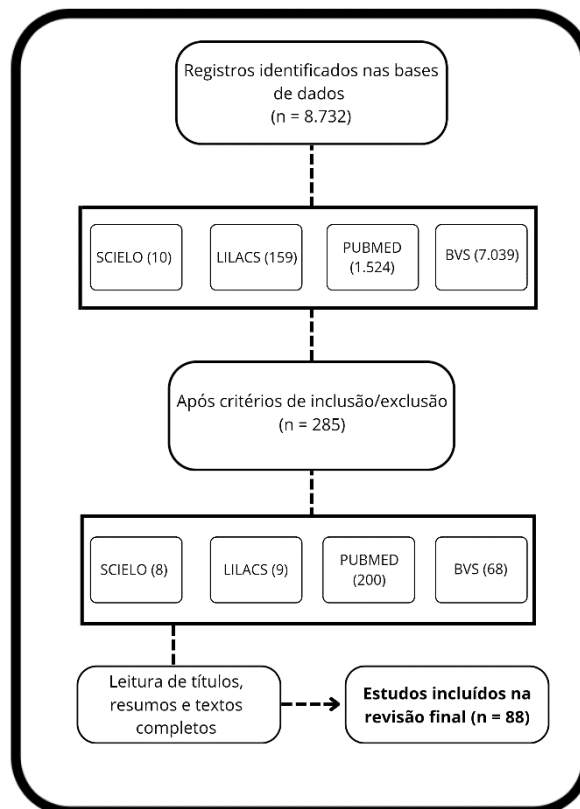 Registros identificados nas bases
de dados
(n = 8.732)
SCIELO (10)
LILACS (159)
PUBMED
(1.524)
BVS (7.039)
Após critérios de inclusão/exclusão
(n = 285)
SCIELO (8)
LILACS (9)
PUBMED
(200)
BVS (68)
Leitura de títulos,
resumos e textos
completos
Estudos incluídos na
revisão final (n = 88)